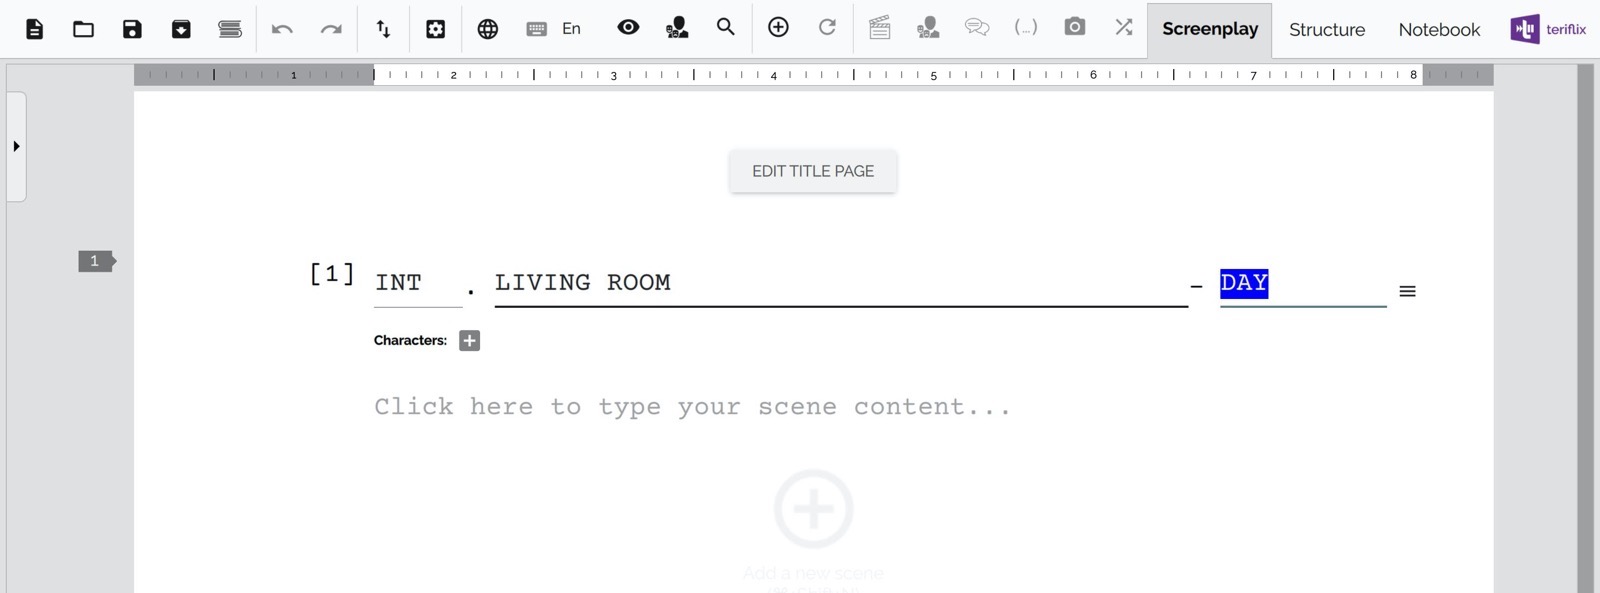 En
(...)
Screenplay
Structure
Notebook
teriflix
1 2 3 4 5 6 7 8
EDIT TITLE PAGE
1
[1] INT . LIVING ROOM - DAY
Characters:
Click here to type your scene content...
Add a new scene